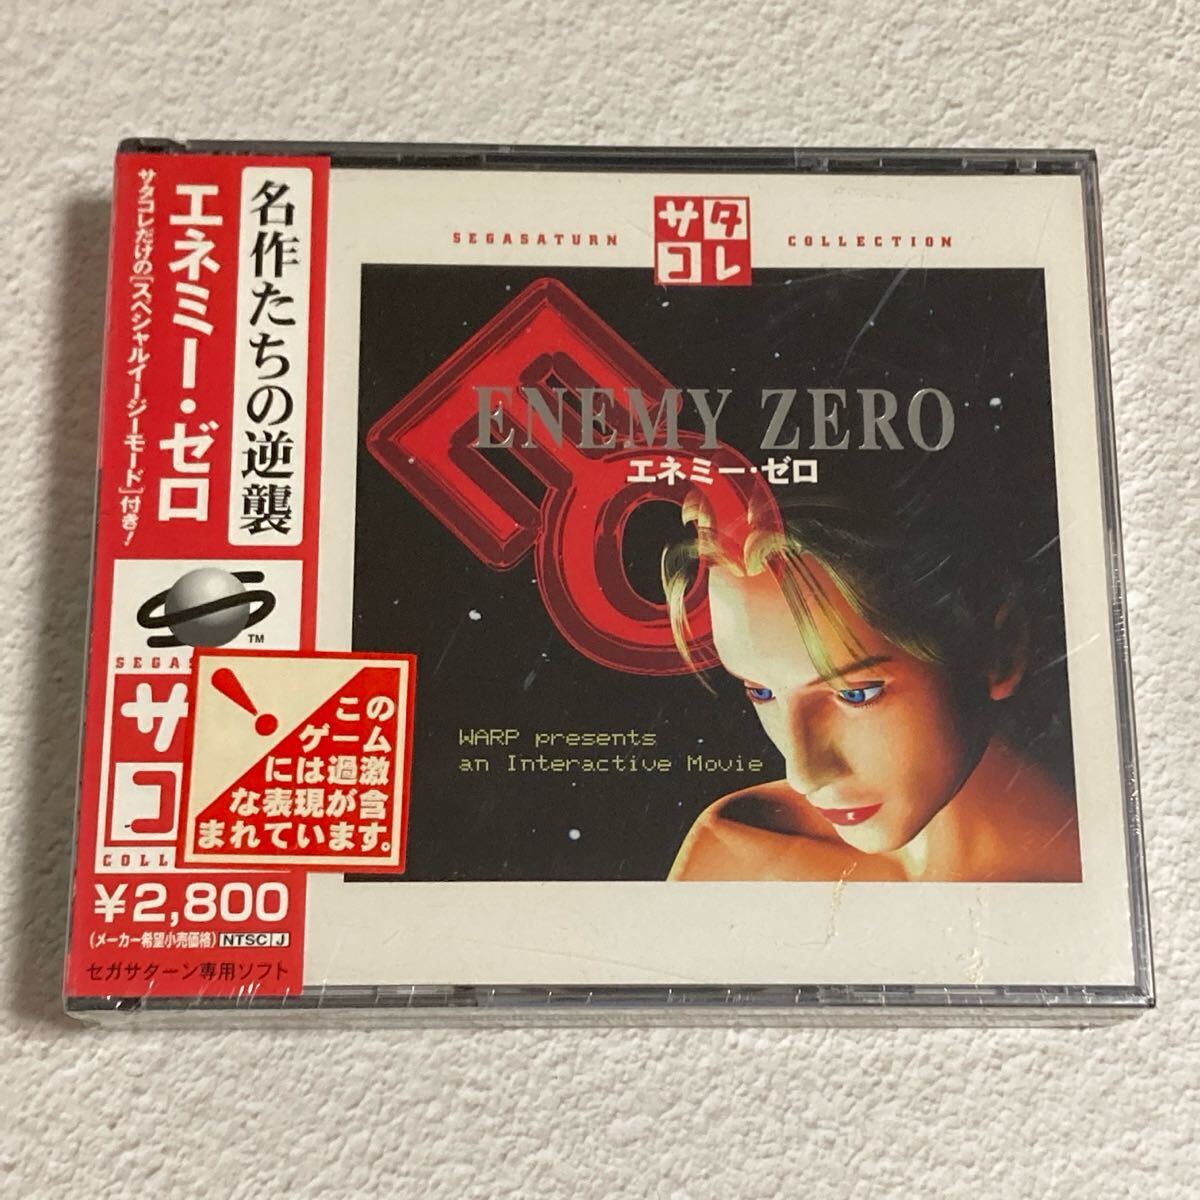 名作たちの逆襲
エネミー・ゼロ
サタコレだけの[スペシャルイージーモード]付き!
TM
SEGAS
サ
コ
COLL
この
ゲーム
には過激
な表現が含
まれています。
¥2,800
(メーカー希望小売価格) NTSC J
セガサターン専用ソフト
SEGASATURN
サタ
コレ
COLLECTION
ENEMY ZERO
エネミー・ゼロ
WARP presents
an Interactive Movie